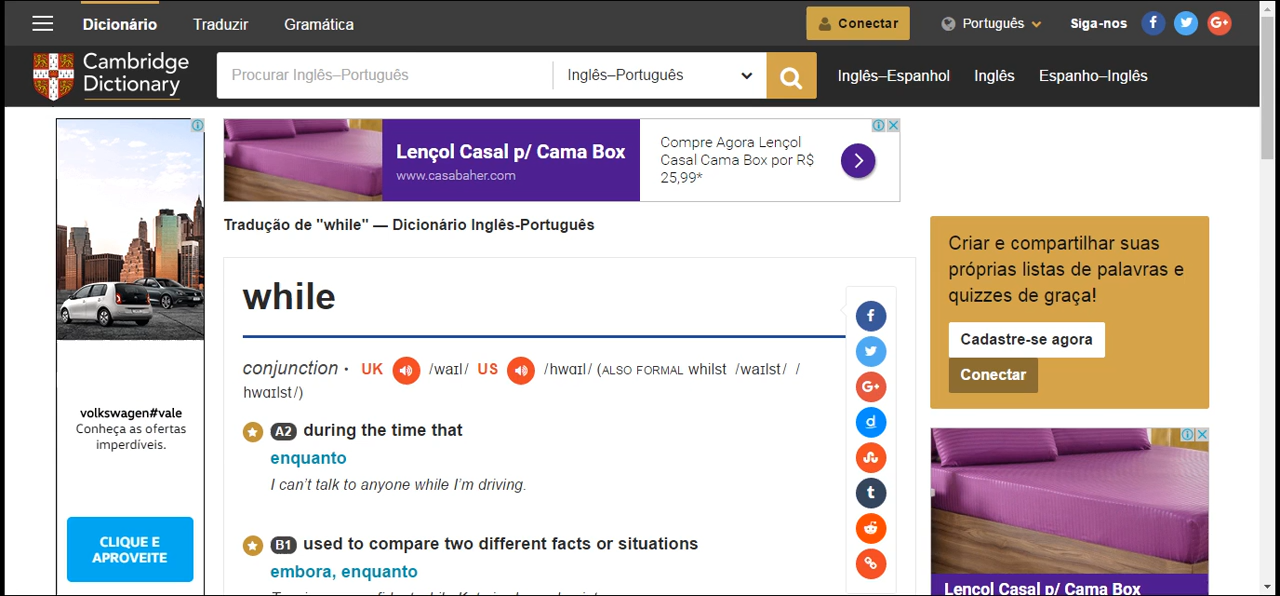 Dicionário Traduzir Gramática Conectar Português Siga-nos
Cambridge
Dictionary
Procurar Inglês–Português Inglês–Português Inglês–Espanhol Inglês Espanho–Inglês
Lençol Casal p/ Cama Box
www.casabaher.com
Compre Agora Lençol
Casal Cama Box por R$
25,99*
Tradução de "while" — Dicionário Inglês-Português
while
conjunction · UK /waɪl/ US /hwaɪl/ (ALSO FORMAL whilst /waɪlst/ /
hwaɪlst/)
A2 during the time that
enquanto
I can't talk to anyone while I'm driving.
B1 used to compare two different facts or situations
embora, enquanto
volkswagen#vale
Conheça as ofertas
imperdíveis.
CLIQUE E
APROVEITE
Criar e compartilhar suas
próprias listas de palavras e
quizzes de graça!
Cadastre-se agora
Conectar
Lençol Casal p/ Cama Box